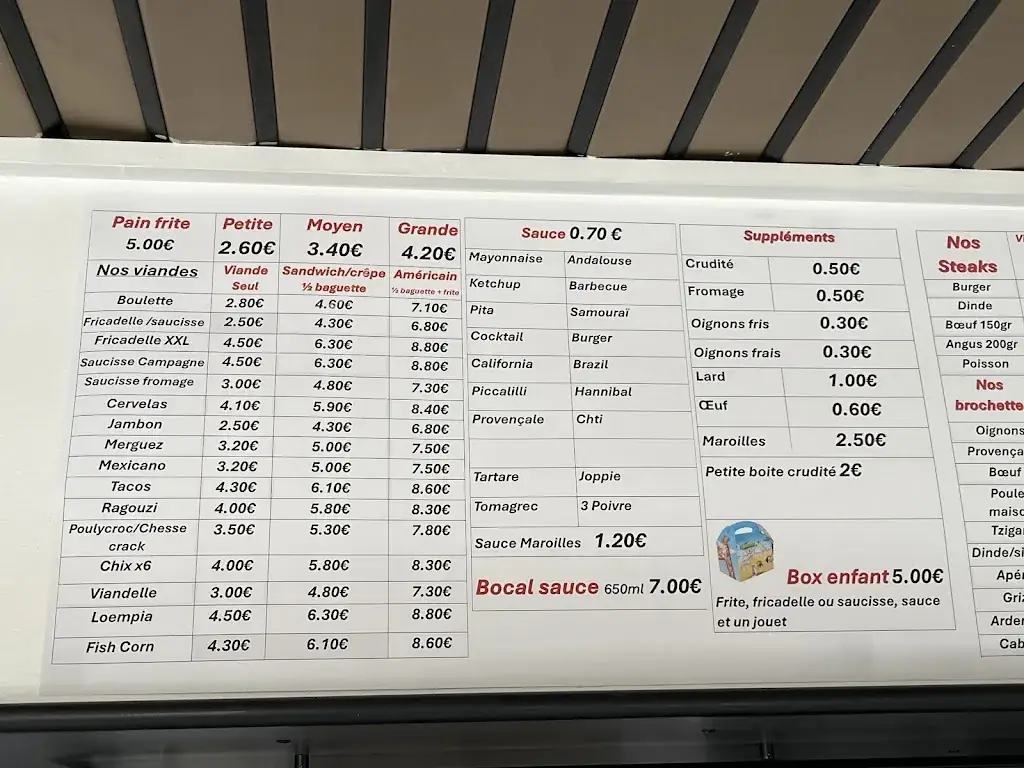 Pain frite Petite Moyen Grande
5.00€ 2.60€ 3.40€ 4.20€
Nos viandes Viande Seul Sandwich/crêpe ½ baguette Américain ½ baguette + frite
Boulette 2.80€ 4.60€ 7.10€
Fricadelle /saucisse 2.50€ 4.30€ 6.80€
Fricadelle XXL 4.50€ 6.30€ 8.80€
Saucisse Campagne 4.50€ 6.30€ 8.80€
Saucisse fromage 3.00€ 4.80€ 7.30€
Cervelas 4.10€ 5.90€ 8.40€
Jambon 2.50€ 4.30€ 6.80€
Merguez 3.20€ 5.00€ 7.50€
Mexicano 3.20€ 5.00€ 7.50€
Tacos 4.30€ 6.10€ 8.60€
Ragouzi 4.00€ 5.80€ 8.30€
Poulycroc/Chesse crack 3.50€ 5.30€ 7.80€
Chix x6 4.00€ 5.80€ 8.30€
Viandelle 3.00€ 4.80€ 7.30€
Loempia 4.50€ 6.30€ 8.80€
Fish Corn 4.30€ 6.10€ 8.60€
Sauce 0.70 €
Mayonnaise Andalouse
Ketchup Barbecue
Pita Samouraï
Cocktail Burger
California Brazil
Piccalilli Hannibal
Provençale Chti
Tartare Joppie
Tomagrec 3 Poivre
Sauce Maroilles 1.20€
Bocal sauce 650ml 7.00€
Suppléments
Crudité 0.50€
Fromage 0.50€
Oignons fris 0.30€
Oignons frais 0.30€
Lard 1.00€
Œuf 0.60€
Maroilles 2.50€
Petite boite crudité 2€
Box enfant 5.00€
Frite, fricadelle ou saucisse, sauce
et un jouet
Nos
Steaks
Burger
Dinde
Bœuf 150gr
Angus 200gr
Poisson
Nos
brochette
Oignons
Provença
Bœuf
Poule
maisc
Tziga
Dinde/si
Apér
Gri
Arder
Cab